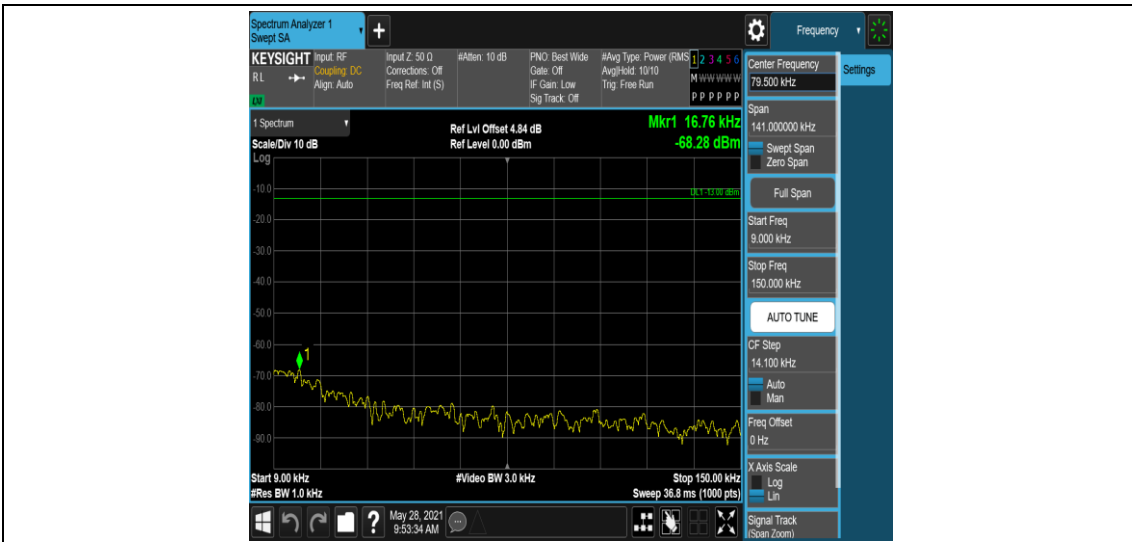 Spectrum Analyzer 1
Swept SA
+
Frequency
KEYSIGHT
RL
LXI
Input: RF
Coupling: DC
Align: Auto
Input Z: 50 Ω
Corrections: Off
Freq Ref: Int (S)
#Atten: 10 dB
PNO: Best Wide
Gate: Off
IF Gain: Low
Sig Track: Off
#Avg Type: Power (RMS
Avg|Hold: 10/10
Trig: Free Run
1 2 3 4 5 6
M W W W W W
P P P P P P
Center Frequency
79.500 kHz
Settings
Span
141.000000 kHz
Swept Span
Zero Span
Full Span
Start Freq
9.000 kHz
Stop Freq
150.000 kHz
AUTO TUNE
CF Step
14.100 kHz
Auto
Man
Freq Offset
0 Hz
X Axis Scale
Log
Lin
Signal Track
(Span Zoom)
1 Spectrum
Scale/Div 10 dB
Log
Ref Lvl Offset 4.84 dB
Ref Level 0.00 dBm
Mkr1 16.76 kHz
-68.28 dBm
DL1 -13.00 dBm
-10.0
-20.0
-30.0
-40.0
-50.0
-60.0
1
-70.0
-80.0
-90.0
Start 9.00 kHz
#Res BW 1.0 kHz
#Video BW 3.0 kHz
Stop 150.00 kHz
Sweep 36.8 ms (1000 pts)
?
May 28, 2021
9:53:34 AM